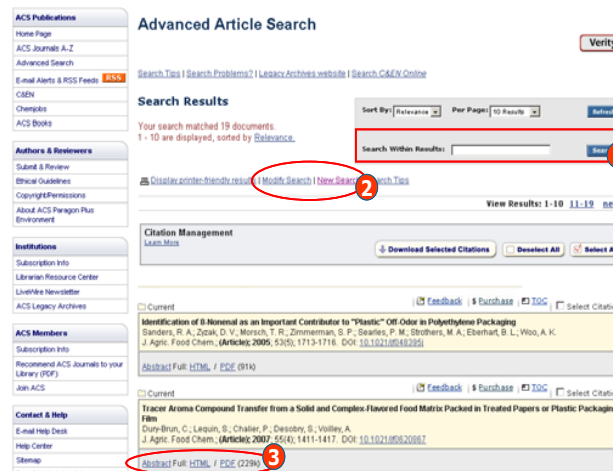 ACS Publications
Home Page
ACS Journals A-Z
Advanced Search
E-mail Alerts & RSS Feeds RSS
C&EN
Chemjobs
ACS Books
Authors & Reviewers
Submit & Review
Ethical Guidelines
Copyright/Permissions
About ACS Paragon Plus
Environment
Institutions
Subscription Info
Librarian Resource Center
LiveWire Newsletter
ACS Legacy Archives
ACS Members
Subscription Info
Recommend ACS Journals to your
Library (PDF)
Join ACS
Contact & Help
E-mail Help Desk
Help Center
Sitemap
Advanced Article Search
Verity
Search Tips | Search Problems? | Legacy Archives website | Search C&EN Online
Search Results
Your search matched 19 documents.
1 - 10 are displayed, sorted by Relevance.
Sort By: Relevance Per Page: 10 Results Refresh
Search Within Results: Sear
Display printer-friendly results | Modify Search | New Search Tips
2
View Results: 1-10 11-19 ne
Citation Management
Learn More
Download Selected Citations Deselect All Select A
Current Feedback | $ Purchase | TOC | Select Citati
Identification of 8-Nonenal as an Important Contributor to "Plastic" Off-Odor in Polyethylene Packaging
Sanders, R. A.; Zyzak, D. V.; Morsch, T. R.; Zimmerman, S. P.; Searles, P. M.; Strothers, M. A.; Eberhart, B. L.; Woo, A. K.
J. Agric. Food Chem.; (Article); 2005; 53(5); 1713-1716. DOI: 10.1021/jf048395j
Abstract Full: HTML / PDF (91k)
Current Feedback | $ Purchase | TOC | Select Citati
Tracer Aroma Compound Transfer from a Solid and Complex-Flavored Food Matrix Packed in Treated Papers or Plastic Packaging
Film
Dury-Brun, C.; Lequin, S.; Chalier, P.; Desobry, S.; Voilley, A.
J. Agric. Food Chem.; (Article); 2007; 55(4); 1411-1417. DOI: 10.1021/jf0620867
Abstract Full: HTML / PDF (229k)
3